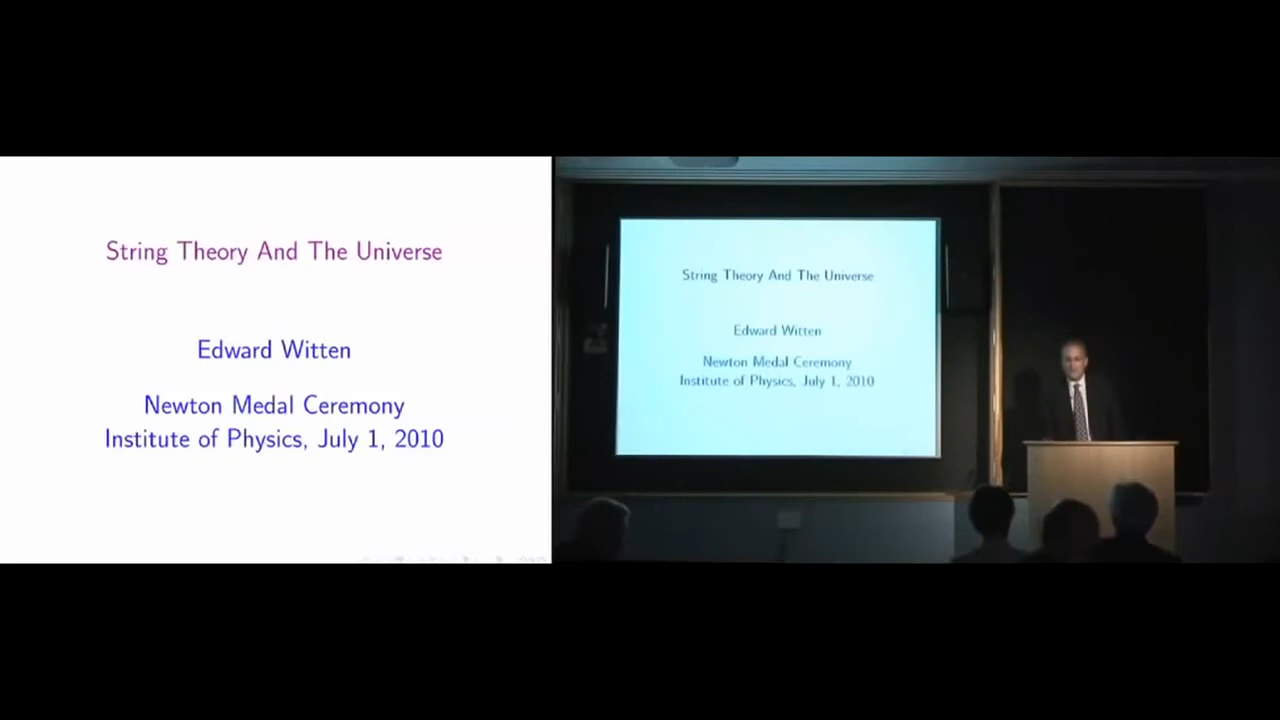 String Theory And The Universe
Edward Witten
Newton Medal Ceremony
Institute of Physics, July 1, 2010
String Theory And The Universe
Edward Witten
Newton Medal Ceremony
Institute of Physics, July 1, 2010